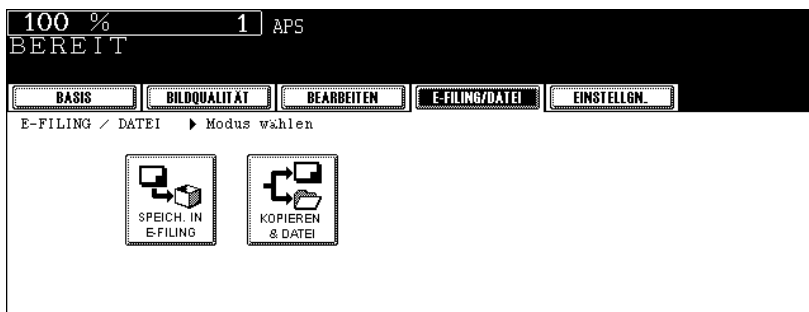 100 % 1 APS
BEREIT
BASIS BILDQUALITÄT BEARBEITEN E-FILING/DATEI EINSTELLGN.
E-FILING / DATEI ▶ Modus wählen
SPEICH. IN
E-FILING
KOPIEREN
& DATEI